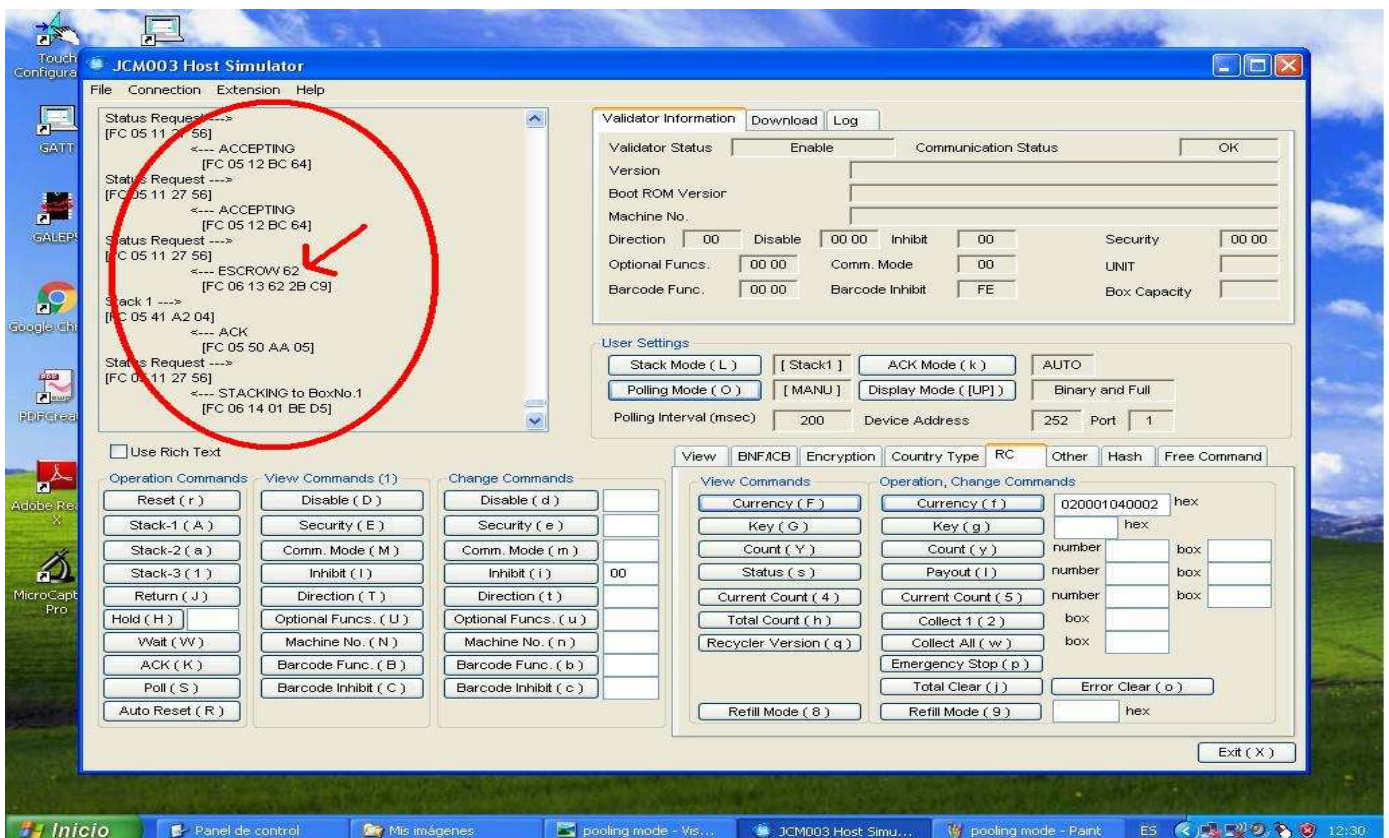 Touch
Configura
GATT
GALEP
Google Ch
PDFCrea
Adobe Re
X
MicroCapt
Pro
JCM003 Host Simulator
File Connection Extension Help
Status Request --->
[FC 05 11 27 56]
<--- ACCEPTING
[FC 05 12 BC 64]
Status Request --->
[FC 05 11 27 56]
<--- ACCEPTING
[FC 05 12 BC 64]
Status Request --->
[FC 05 11 27 56]
<--- ESCROW 62
[FC 06 13 62 2B C9]
Stack 1 --->
[FC 05 41 A2 04]
<--- ACK
[FC 05 50 AA 05]
Status Request --->
[FC 05 11 27 56]
<--- STACKING to BoxNo.1
[FC 06 14 01 BE D5]
Use Rich Text
Validator Information Download Log
Validator Status Enable Communication Status OK
Version
Boot ROM Version
Machine No.
Direction 00 Disable 00 00 Inhibit 00 Security 00 00
Optional Funcs. 00 00 Comm. Mode 00 UNIT
Barcode Func. 00 00 Barcode Inhibit FE Box Capacity
User Settings
Stack Mode ( L ) [ Stack1 ] ACK Mode ( k ) AUTO
Polling Mode ( O ) [ MANU ] Display Mode ( [UP] ) Binary and Full
Polling Interval (msec) 200 Device Address 252 Port 1
Operation Commands View Commands (1) Change Commands
Reset ( r ) Disable ( D ) Disable ( d )
Stack-1 ( A ) Security ( E ) Security ( e )
Stack-2 ( a ) Comm. Mode ( M ) Comm. Mode ( m )
Stack-3 ( 1 ) Inhibit ( I ) Inhibit ( i ) 00
Return ( J ) Direction ( T ) Direction ( t )
Hold ( H ) Optional Funcs. ( U ) Optional Funcs. ( u )
Wait ( W ) Machine No. ( N ) Machine No. ( n )
ACK ( K ) Barcode Func. ( B ) Barcode Func. ( b )
Poll ( S ) Barcode Inhibit ( C ) Barcode Inhibit ( c )
Auto Reset ( R )
View BNF/ICB Encryption Country Type RC Other Hash Free Command
View Commands Operation, Change Commands
Currency ( F ) Currency ( f ) 020001040002 hex
Key ( G ) Key ( g ) hex
Count ( Y ) Count ( y ) number box
Status ( s ) Payout ( l ) number box
Current Count ( 4 ) Current Count ( 5 ) number box
Total Count ( h ) Collect 1 ( 2 ) box
Recycler Version ( q ) Collect All ( w ) box
Emergency Stop ( p )
Total Clear ( j ) Error Clear ( o )
Refill Mode ( 8 ) Refill Mode ( 9 ) hex
Exit ( X )
Inicio Panel de control Mis imágenes pooling mode - Vis... JCM003 Host Simu... pooling mode - Paint ES 12:30